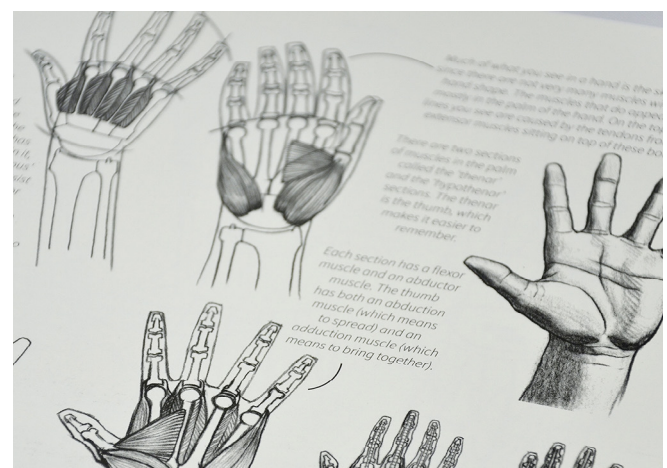 Much of what you see in a hand is the
since there are not very many muscles
hand shape. The muscles that do
mostly in the palm of the hand. On the
lines you see are caused by the tendons
extensor muscles sitting on top of these
There are two sections
of muscles in the palm
called the 'thenar'
and the 'hypothenar'
sections. The thenar
is the thumb, which
makes it easier to
remember.
Each section has a flexor
muscle and an abductor
muscle. The thumb
has both an abduction
muscle (which means
to spread) and an
adduction muscle (which
means to bring together).